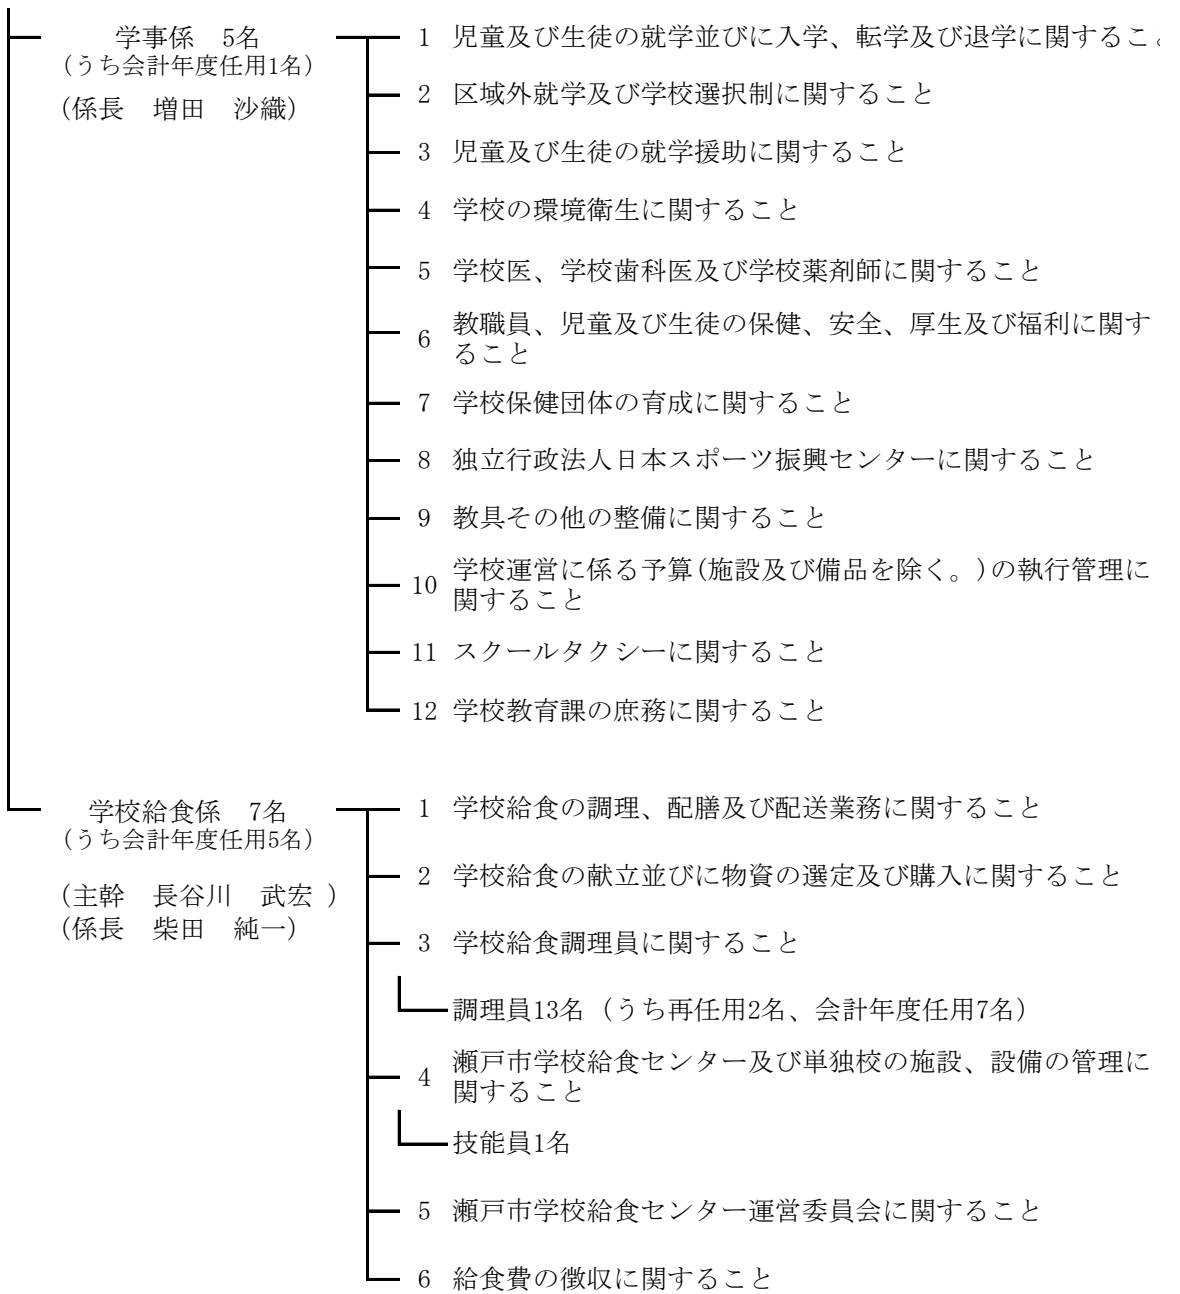 学事係　5名
(うち会計年度任用1名)
(係長　増田　沙織)
1 児童及び生徒の就学並びに入学、転学及び退学に関するこ
2 区域外就学及び学校選択制に関すること
3 児童及び生徒の就学援助に関すること
4 学校の環境衛生に関すること
5 学校医、学校歯科医及び学校薬剤師に関すること
6 教職員、児童及び生徒の保健、安全、厚生及び福利に関す
ること
7 学校保健団体の育成に関すること
8 独立行政法人日本スポーツ振興センターに関すること
9 教具その他の整備に関すること
10 学校運営に係る予算(施設及び備品を除く。)の執行管理に
関すること
11 スクールタクシーに関すること
12 学校教育課の庶務に関すること
学校給食係　7名
(うち会計年度任用5名)
(主幹　長谷川　武宏 )
(係長　柴田　純一)
1 学校給食の調理、配膳及び配送業務に関すること
2 学校給食の献立並びに物資の選定及び購入に関すること
3 学校給食調理員に関すること
調理員13名（うち再任用2名、会計年度任用7名）
4 瀬戸市学校給食センター及び単独校の施設、設備の管理に
関すること
技能員1名
5 瀬戸市学校給食センター運営委員会に関すること
6 給食費の徴収に関すること